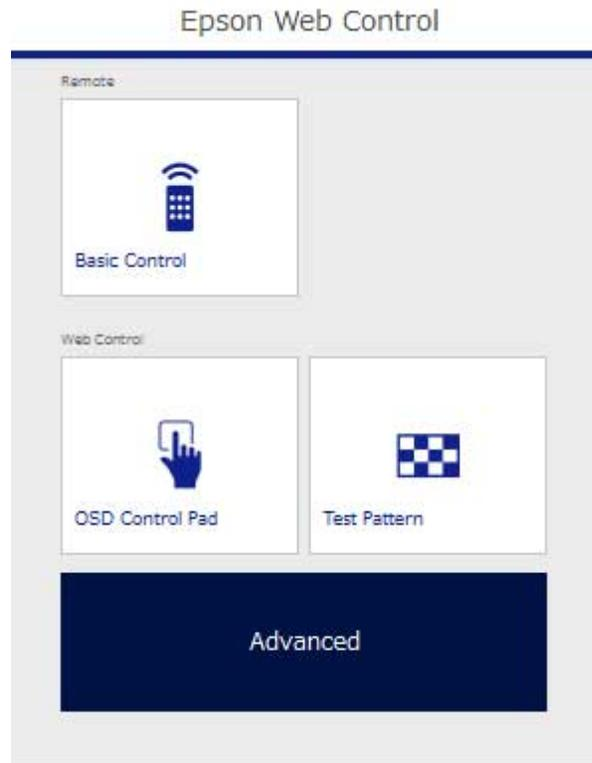 Epson Web Control
Remote
Basic Control
Web Control
OSD Control Pad
Test Pattern
Advanced